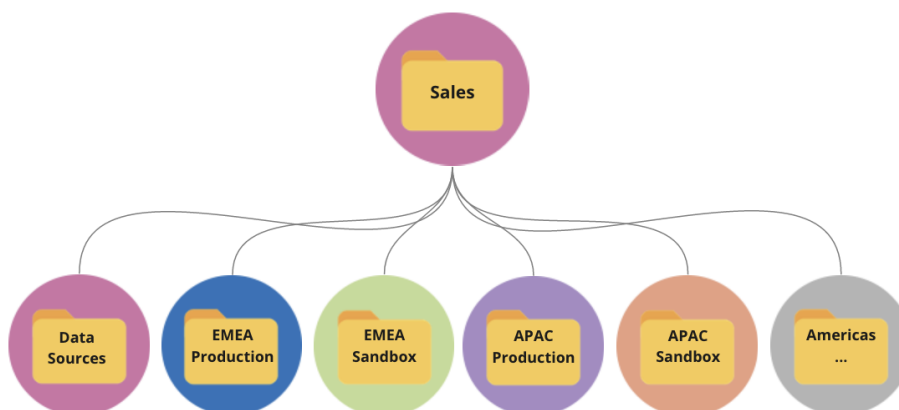 Sales
Data
Sources
EMEA
Production
EMEA
Sandbox
APAC
Production
APAC
Sandbox
Americas
...